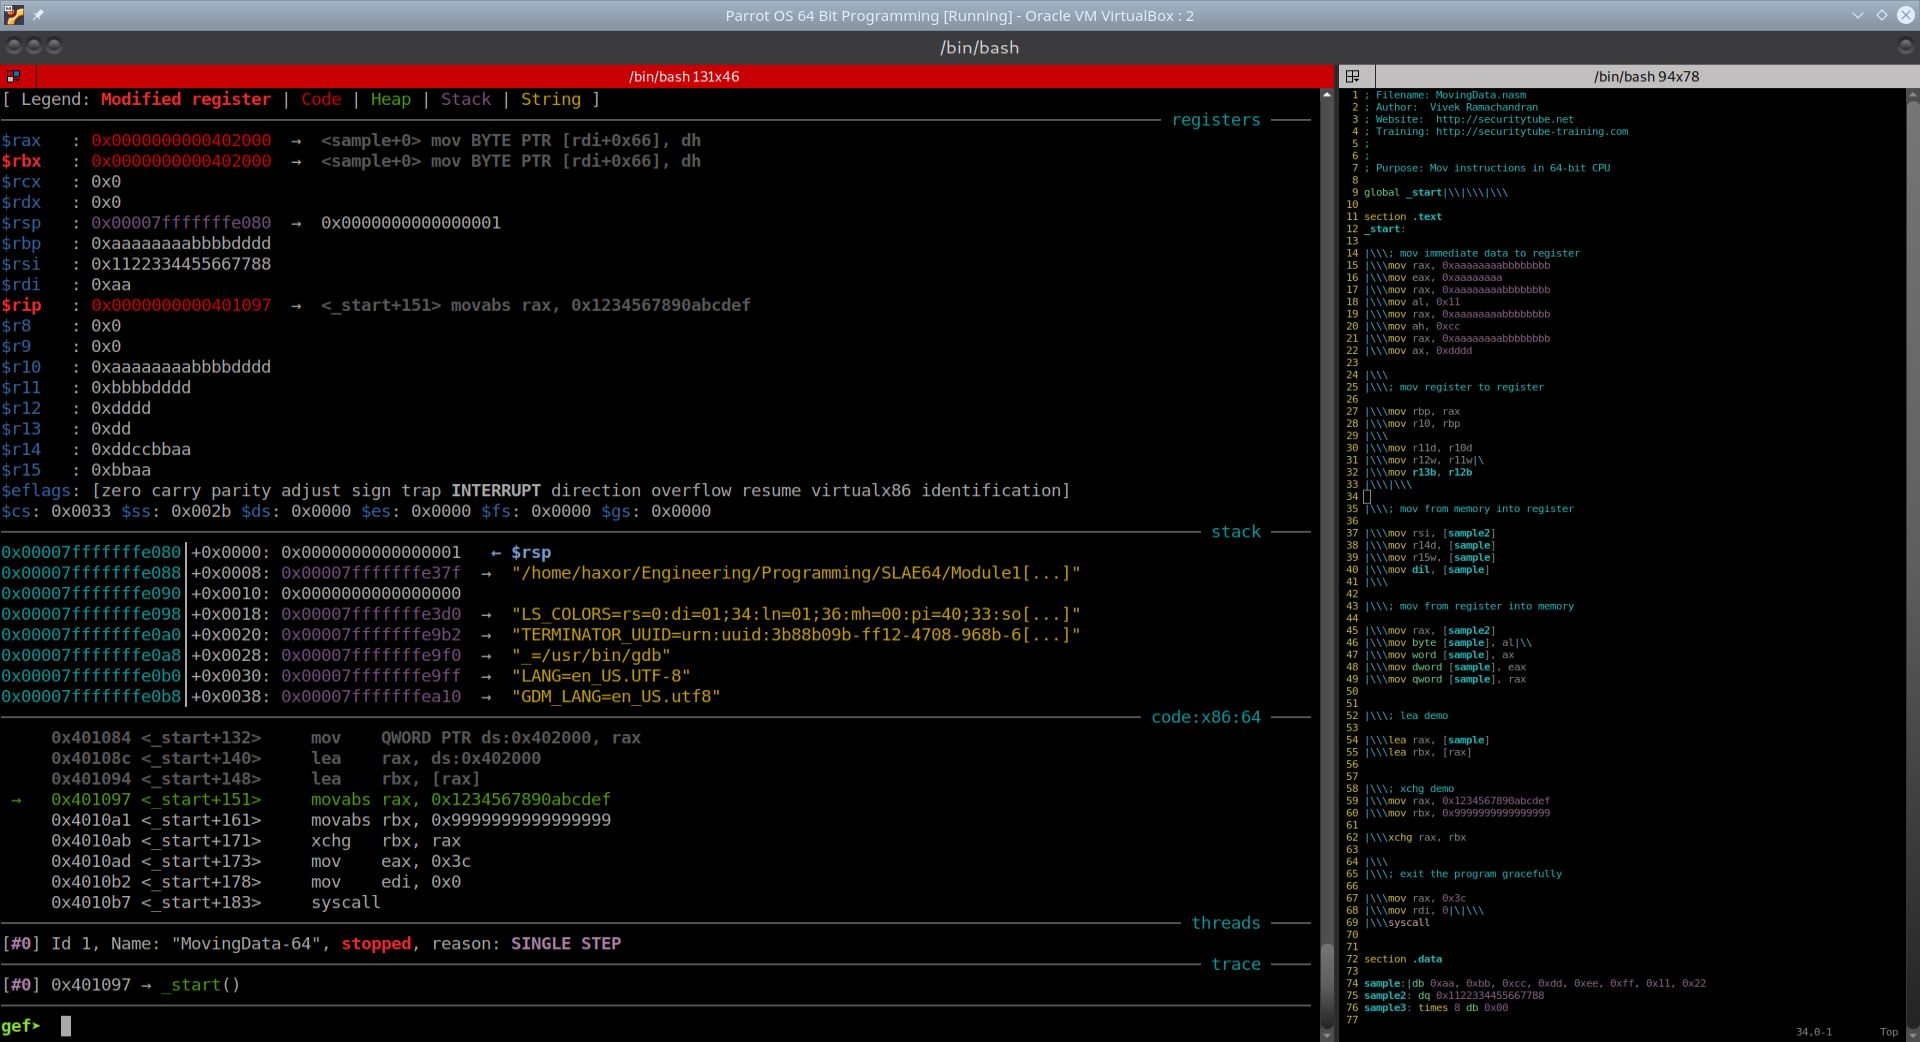 Parrot OS 64 Bit Programming [Running] - Oracle VM VirtualBox : 2
/bin/bash
/bin/bash 131x46
[ Legend: Modified register | Code | Heap | Stack | String ]
registers
$rax   : 0x0000000000402000  →  <sample+0> mov BYTE PTR [rdi+0x66], dh
$rbx   : 0x0000000000402000  →  <sample+0> mov BYTE PTR [rdi+0x66], dh
$rcx   : 0x0
$rdx   : 0x0
$rsp   : 0x00007fffffffe080  →  0x0000000000000001
$rbp   : 0xaaaaaaaabbbbdddd
$rsi   : 0x1122334455667788
$rdi   : 0xaa
$rip   : 0x0000000000401097  →  <_start+151> movabs rax, 0x1234567890abcdef
$r8    : 0x0
$r9    : 0x0
$r10   : 0xaaaaaaaabbbbdddd
$r11   : 0xbbbbdddd
$r12   : 0xdddd
$r13   : 0xdd
$r14   : 0xddccbbaa
$r15   : 0xbbaa
$eflags: [zero carry parity adjust sign trap INTERRUPT direction overflow resume virtualx86 identification]
$cs: 0x0033 $ss: 0x002b $ds: 0x0000 $es: 0x0000 $fs: 0x0000 $gs: 0x0000
stack
0x00007fffffffe080│+0x0000: 0x0000000000000001   ← $rsp
0x00007fffffffe088│+0x0008: 0x00007fffffffe37f  →  "/home/haxor/Engineering/Programming/SLAE64/Module1[...]"
0x00007fffffffe090│+0x0010: 0x0000000000000000
0x00007fffffffe098│+0x0018: 0x00007fffffffe3d0  →  "LS_COLORS=rs=0:di=01;34:ln=01;36:mh=00:pi=40;33:so[...]"
0x00007fffffffe0a0│+0x0020: 0x00007fffffffe9b2  →  "TERMINATOR_UUID=urn:uuid:3b88b09b-ff12-4708-968b-6[...]"
0x00007fffffffe0a8│+0x0028: 0x00007fffffffe9f0  →  "_=/usr/bin/gdb"
0x00007fffffffe0b0│+0x0030: 0x00007fffffffe9ff  →  "LANG=en_US.UTF-8"
0x00007fffffffe0b8│+0x0038: 0x00007fffffffea10  →  "GDM_LANG=en_US.utf8"
code:x86:64
0x401084 <_start+132>     mov    QWORD PTR ds:0x402000, rax
0x40108c <_start+140>     lea    rax, ds:0x402000
0x401094 <_start+148>     lea    rbx, [rax]
→   0x401097 <_start+151>     movabs rax, 0x1234567890abcdef
0x4010a1 <_start+161>     movabs rbx, 0x9999999999999999
0x4010ab <_start+171>     xchg   rbx, rax
0x4010ad <_start+173>     mov    eax, 0x3c
0x4010b2 <_start+178>     mov    edi, 0x0
0x4010b7 <_start+183>     syscall
threads
[#0] Id 1, Name: "MovingData-64", stopped, reason: SINGLE STEP
trace
[#0] 0x401097 → _start()
gef➤
/bin/bash 94x78
1 ; Filename: MovingData.nasm
2 ; Author:  Vivek Ramachandran
3 ; Website:  http://securitytube.net
4 ; Training: http://securitytube-training.com
5 ;
6 ;
7 ; Purpose: Mov instructions in 64-bit CPU
8
9 global _start|\\|\\\|\\\
10
11 section .text
12 _start:
13
14 |\\\; mov immediate data to register
15 |\\\mov rax, 0xaaaaaaaabbbbbbbb
16 |\\\mov eax, 0xaaaaaaaa
17 |\\\mov rax, 0xaaaaaaaabbbbbbbb
18 |\\\mov al, 0x11
19 |\\\mov rax, 0xaaaaaaaabbbbbbbb
20 |\\\mov ah, 0xcc
21 |\\\mov rax, 0xaaaaaaaabbbbbbbb
22 |\\\mov ax, 0xdddd
23
24 |\\\
25 |\\\; mov register to register
26
27 |\\\mov rbp, rax
28 |\\\mov r10, rbp
29 |\\\
30 |\\\mov r11d, r10d
31 |\\\mov r12w, r11w|\
32 |\\\mov r13b, r12b
33 |\\\|\\\
34
35 |\\\; mov from memory into register
36
37 |\\\mov rsi, [sample2]
38 |\\\mov r14d, [sample]
39 |\\\mov r15w, [sample]
40 |\\\mov dil, [sample]
41 |\\\
42
43 |\\\; mov from register into memory
44
45 |\\\mov rax, [sample2]
46 |\\\mov byte [sample], al|\\
47 |\\\mov word [sample], ax
48 |\\\mov dword [sample], eax
49 |\\\mov qword [sample], rax
50
51
52 |\\\; lea demo
53
54 |\\\lea rax, [sample]
55 |\\\lea rbx, [rax]
56
57
58 |\\\; xchg demo
59 |\\\mov rax, 0x1234567890abcdef
60 |\\\mov rbx, 0x9999999999999999
61
62 |\\\xchg rax, rbx
63
64 |\\\
65 |\\\; exit the program gracefully
66
67 |\\\mov rax, 0x3c
68 |\\\mov rdi, 0|\|\\\
69 |\\\syscall
70
71
72 section .data
73
74 sample:|db 0xaa, 0xbb, 0xcc, 0xdd, 0xee, 0xff, 0x11, 0x22
75 sample2: dq 0x1122334455667788
76 sample3: times 8 db 0x00
77
34,0-1        Top